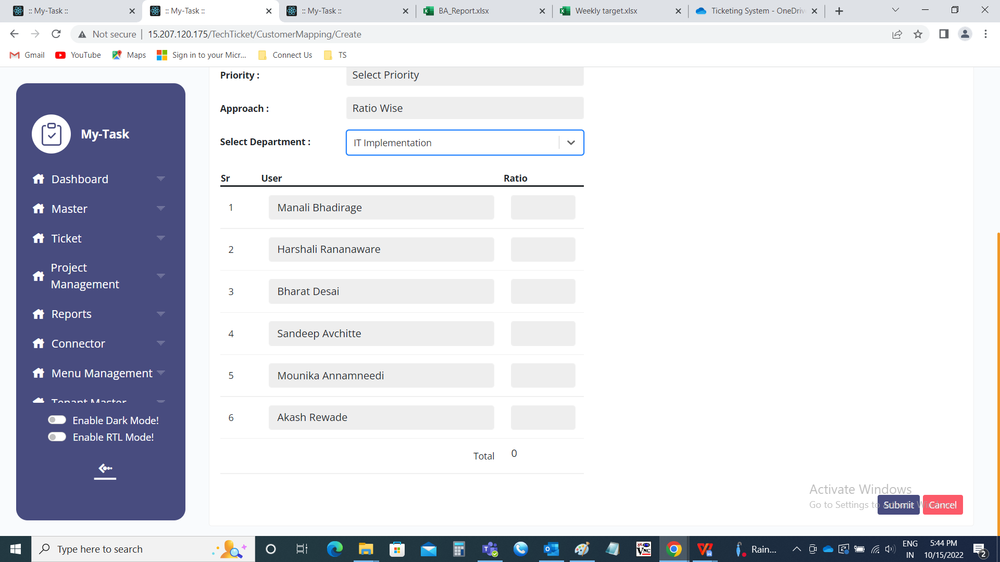 :: My-Task ::
:: My-Task ::
:: My-Task ::
BA_Report.xlsx
Weekly target.xlsx
Ticketing System - OneDriv
Not secure
15.207.120.175/TechTicket/CustomerMapping/Create
Gmail
YouTube
Maps
Sign in to your Micr...
Connect Us
TS
My-Task
Dashboard
Master
Ticket
Project
Management
Reports
Connector
Menu Management
Tenant Master
Enable Dark Mode!
Enable RTL Mode!
Priority :
Select Priority
Approach :
Ratio Wise
Select Department :
IT Implementation
Sr User Ratio
1 Manali Bhadirage
2 Harshali Rananaware
3 Bharat Desai
4 Sandeep Avchitte
5 Mounika Annamneedi
6 Akash Rewade
Total 0
Activate Windows
Go to Settings to activate Windows.
Submit
Cancel
Type here to search
Rain...
ENG
IN
5:44 PM
10/15/2022
2